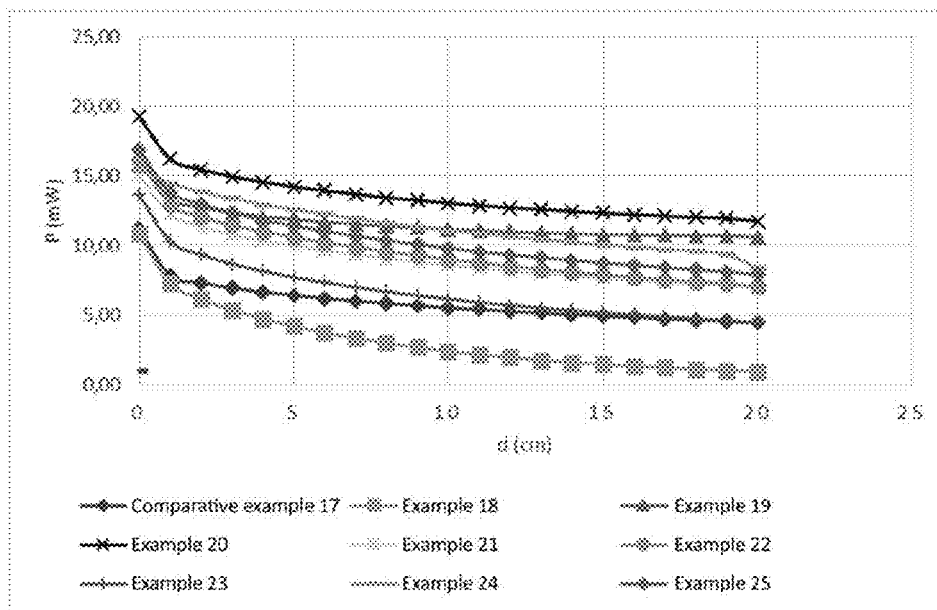 25,00
20,00
15,00
10,00
5,00
0,00
P (mW)
0 5 10 15 20 25
d (cm)
Comparative example 17 Example 18 Example 19
Example 20 Example 21 Example 22
Example 23 Example 24 Example 25